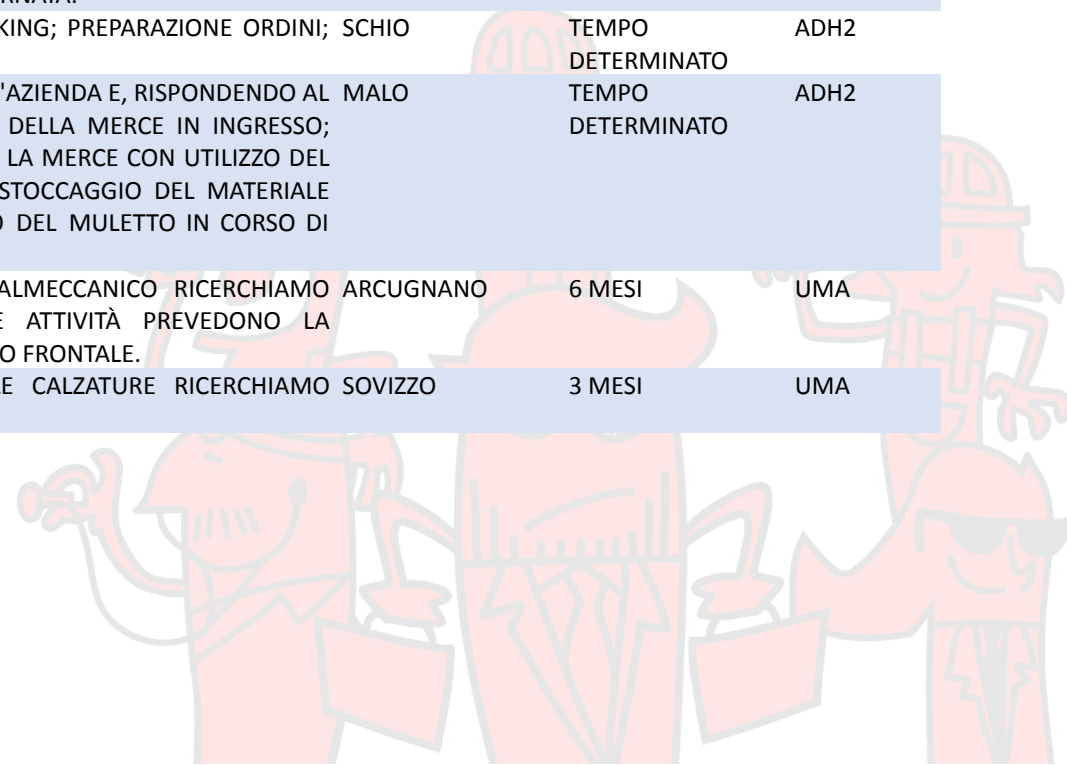 KING; PREPARAZIONE ORDINI; SCHIO TEMPO ADH2
DETERMINATO
'AZIENDA E, RISPONDENDO AL MALO TEMPO ADH2
DELLA MERCE IN INGRESSO; DETERMINATO
LA MERCE CON UTILIZZO DEL
STOCCAGGIO DEL MATERIALE
O DEL MULETTO IN CORSO DI
ALMECCANICO RICERCHIAMO ARCUGNANO 6 MESI UMA
E ATTIVITÀ PREVEDONO LA
O FRONTALE.
LE CALZATURE RICERCHIAMO SOVIZZO 3 MESI UMA